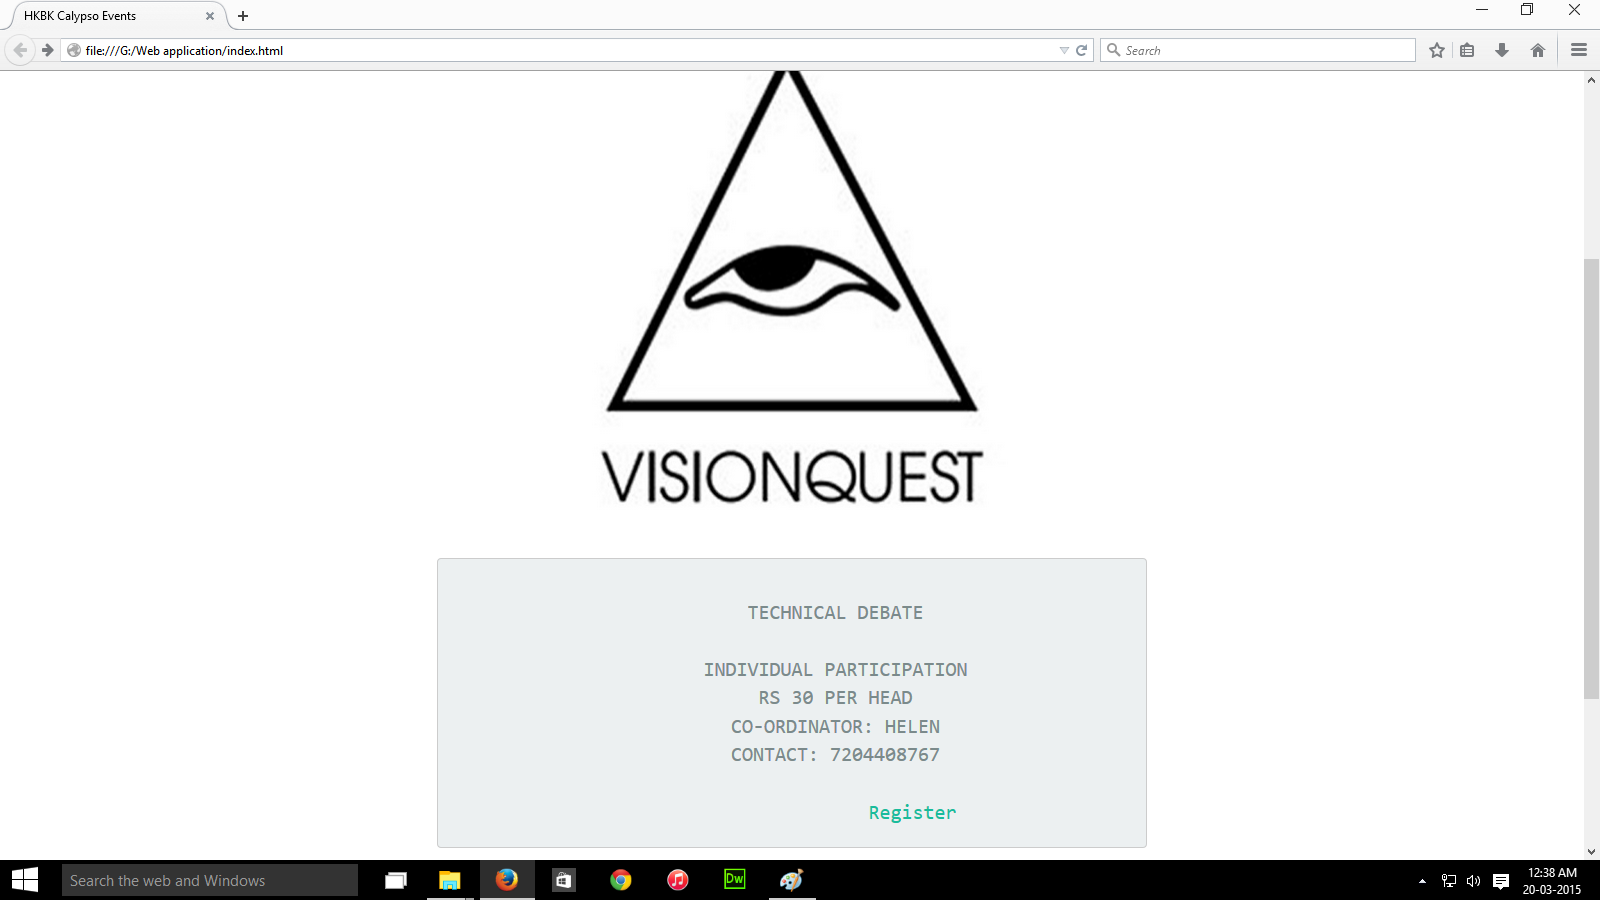 HKBK Calypso Events
file:///G:/Web application/index.html
Search
VISIONQUEST
TECHNICAL DEBATE
INDIVIDUAL PARTICIPATION
RS 30 PER HEAD
CO-ORDINATOR: HELEN
CONTACT: 7204408767
Register
Search the web and Windows
Dw
12:38 AM
20-03-2015